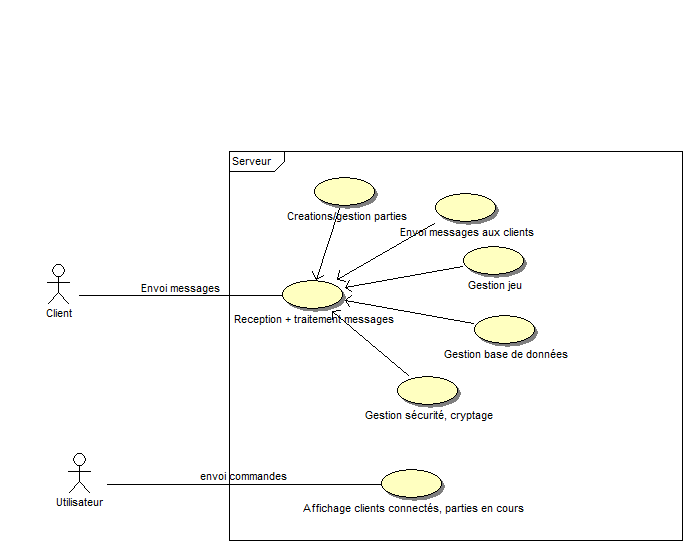 Serveur
Creations/gestion parties
Envoi messages aux clients
Gestion jeu
Envoi messages
Client
Reception + traitement messages
Gestion base de données
Gestion sécurité, cryptage
envoi commandes
Utilisateur
Affichage clients connectés, parties en cours